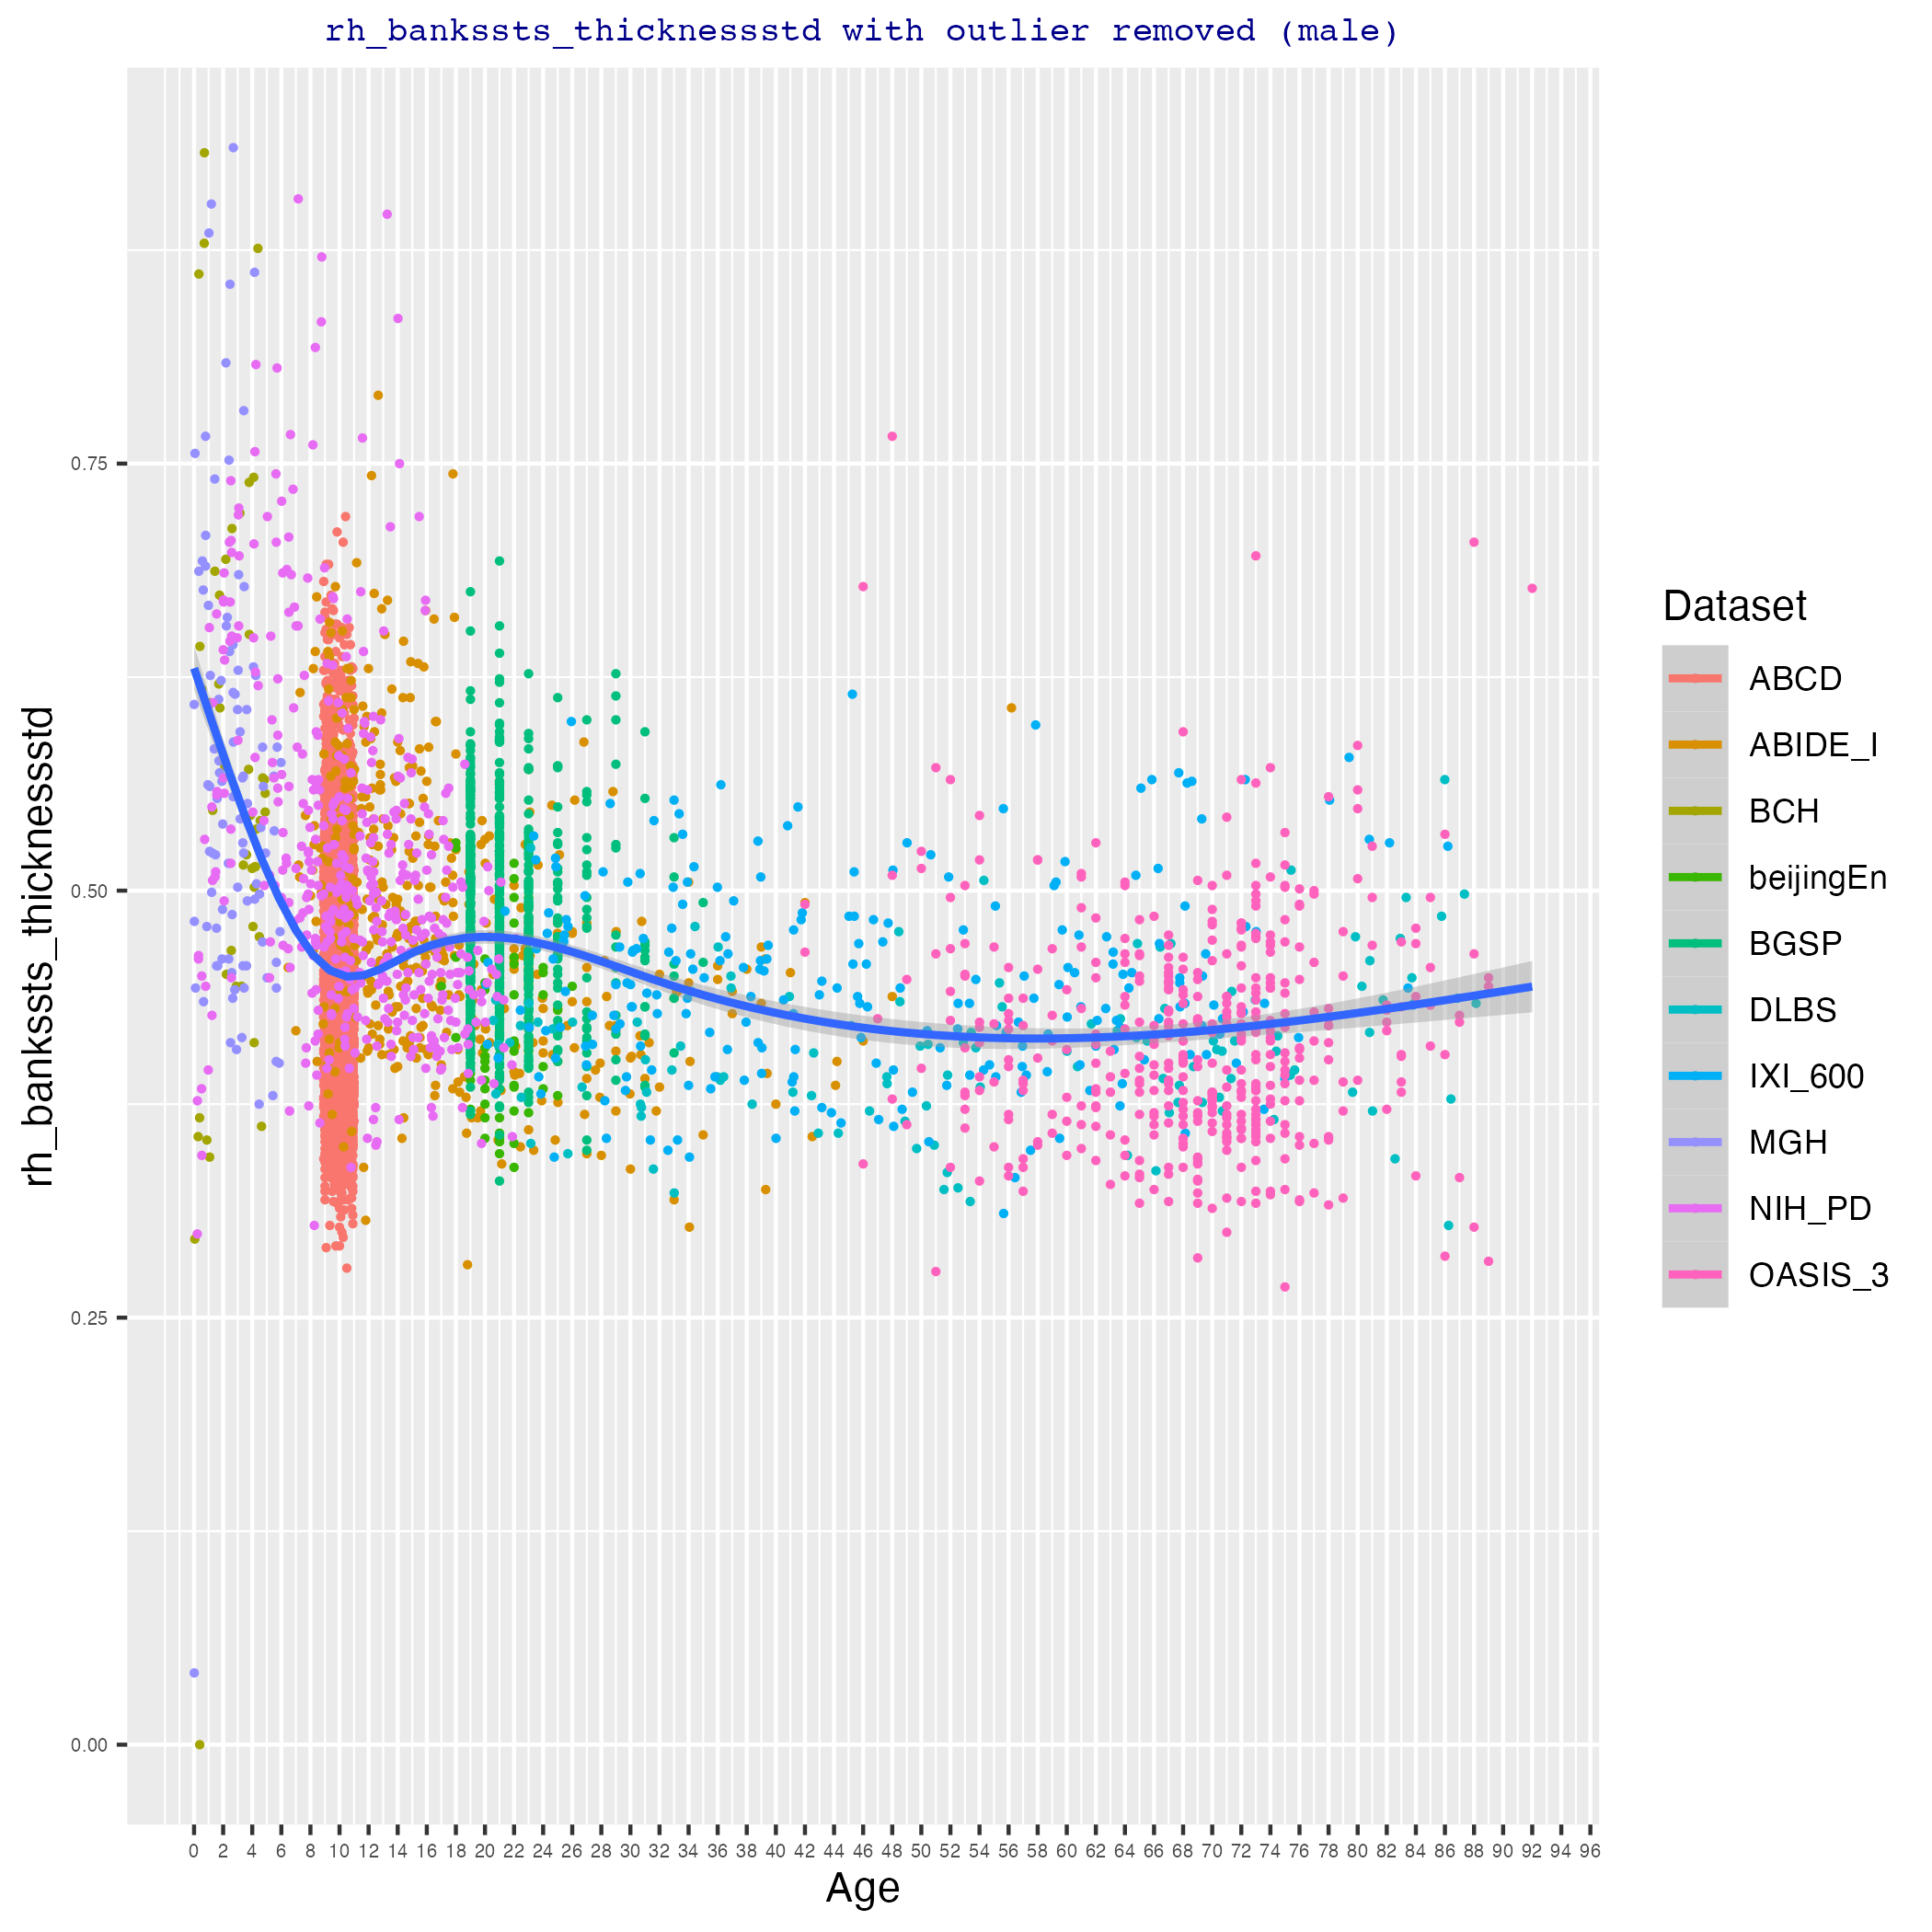 rh_bankssts_thicknessstd with outlier removed (male)
rh_bankssts_thicknessstd
0.75
0.50
0.25
0.00
0 2 4 6 8 10 12 14 16 18 20 22 24 26 28 30 32 34 36 38 40 42 44 46 48 50 52 54 56 58 60 62 64 66 68 70 72 74 76 78 80 82 84 86 88 90 92 94 96
Age
Dataset
ABCD
ABIDE_I
BCH
beijingEn
BGSP
DLBS
IXI_600
MGH
NIH_PD
OASIS_3